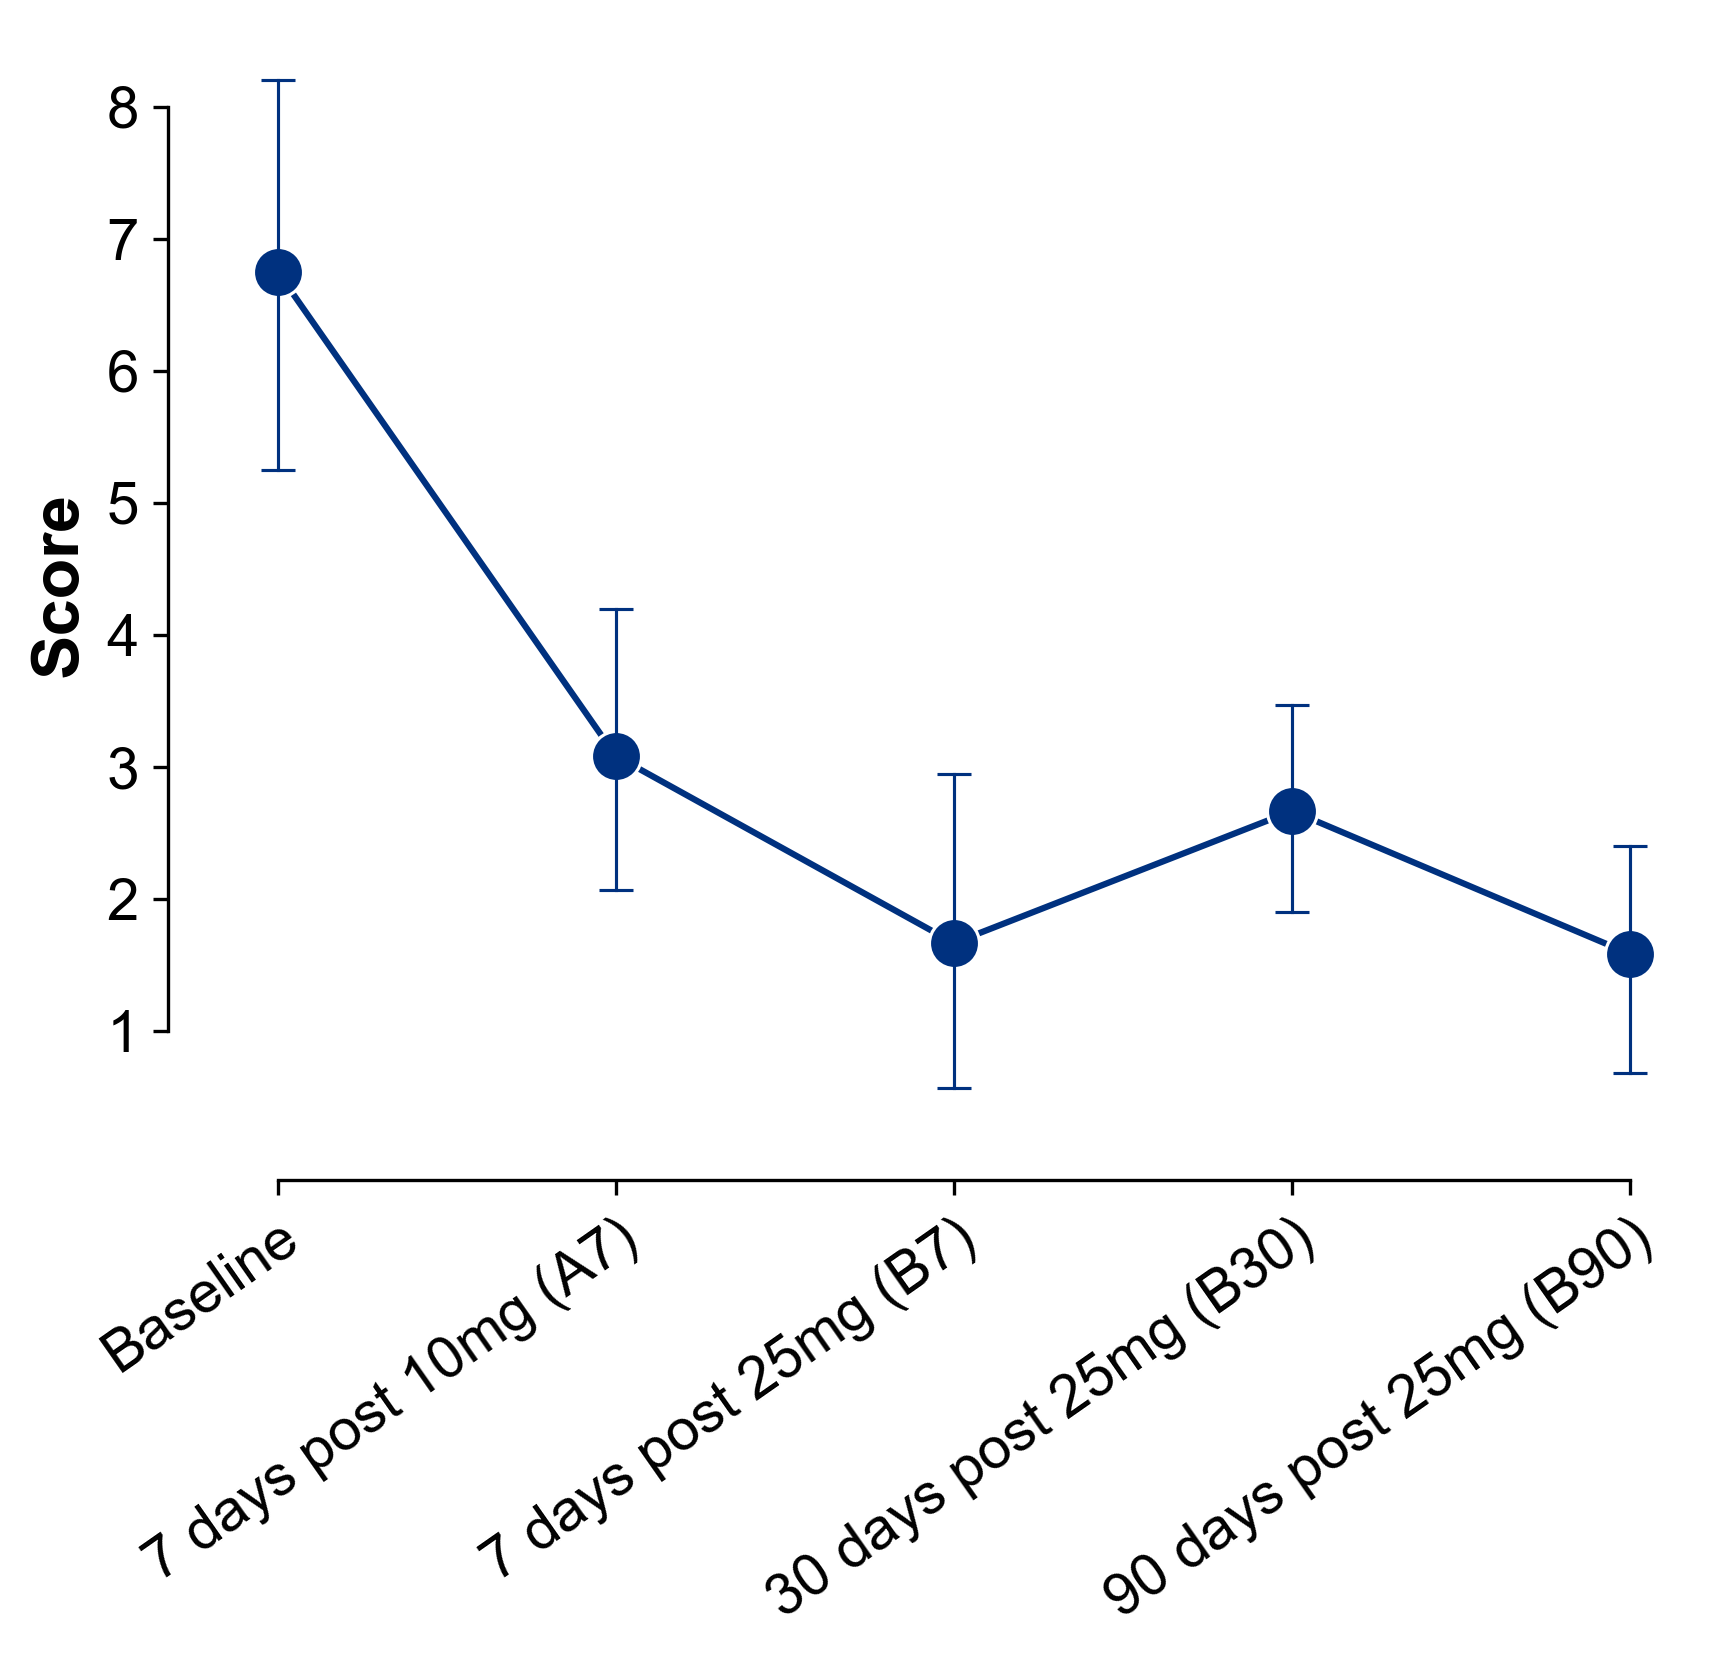 Score
8
7
6
5
4
3
2
1
Baseline
7 days post 10mg (A7)
7 days post 25mg (B7)
30 days post 25mg (B30)
90 days post 25mg (B90)